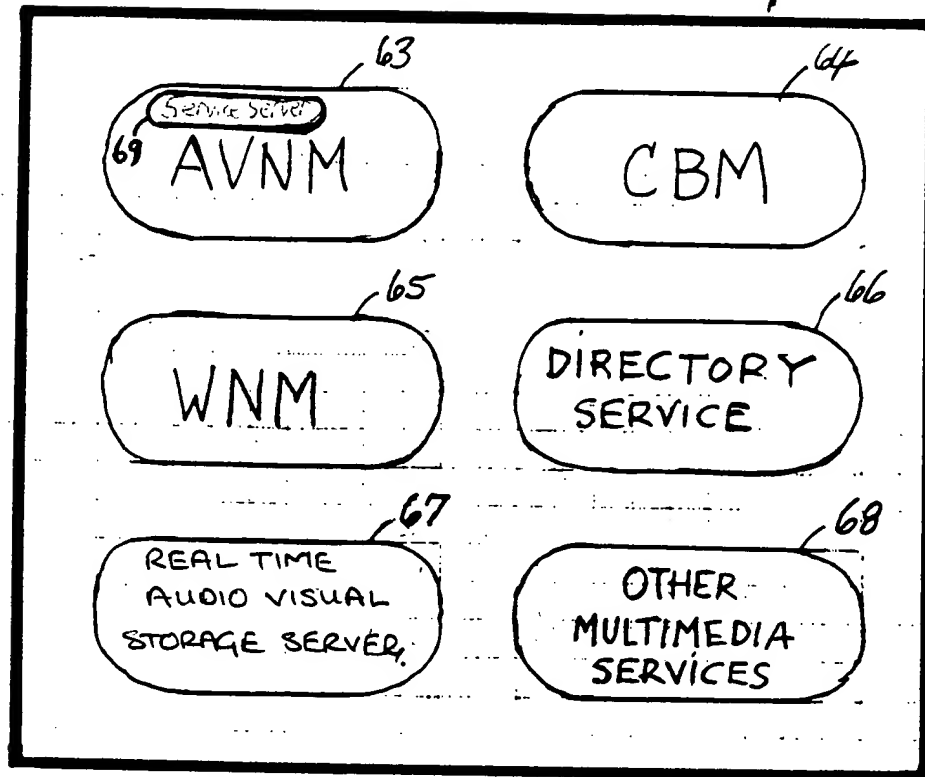 63
64
Service Server
69
AVNM
CBM
65
66
WNM
DIRECTORY
SERVICE
67
68
REAL TIME
AUDIO VISUAL
STORAGE SERVER.
OTHER
MULTIMEDIA
SERVICES